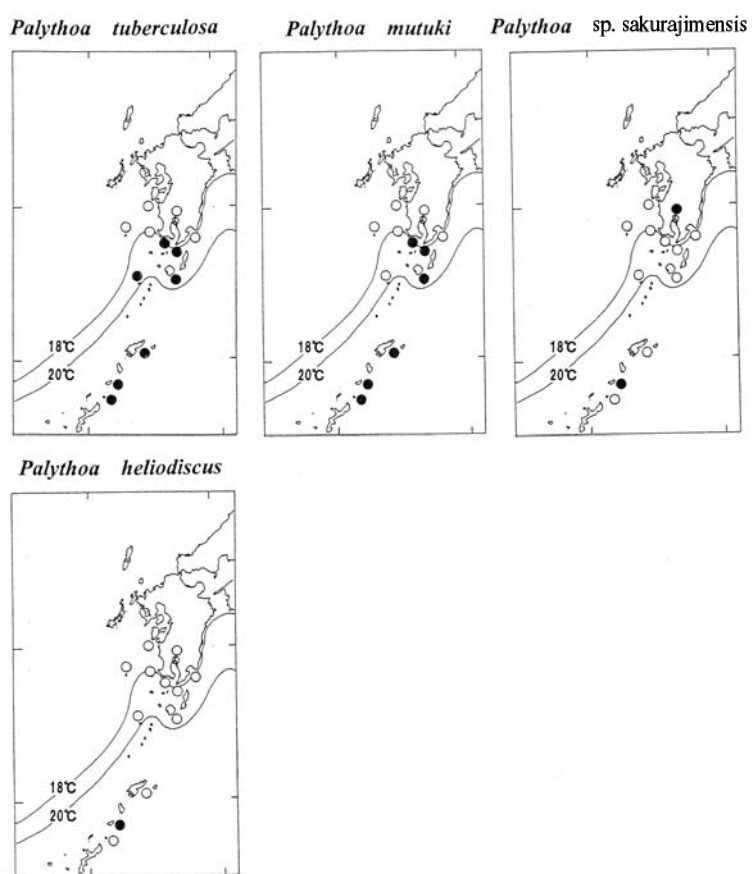 Palythoa tuberculosa
Palythoa mutuki
Palythoa sp. sakurajimensis
18℃
20℃
18℃
20℃
18℃
20℃
Palythoa heliodiscus
18℃
20℃